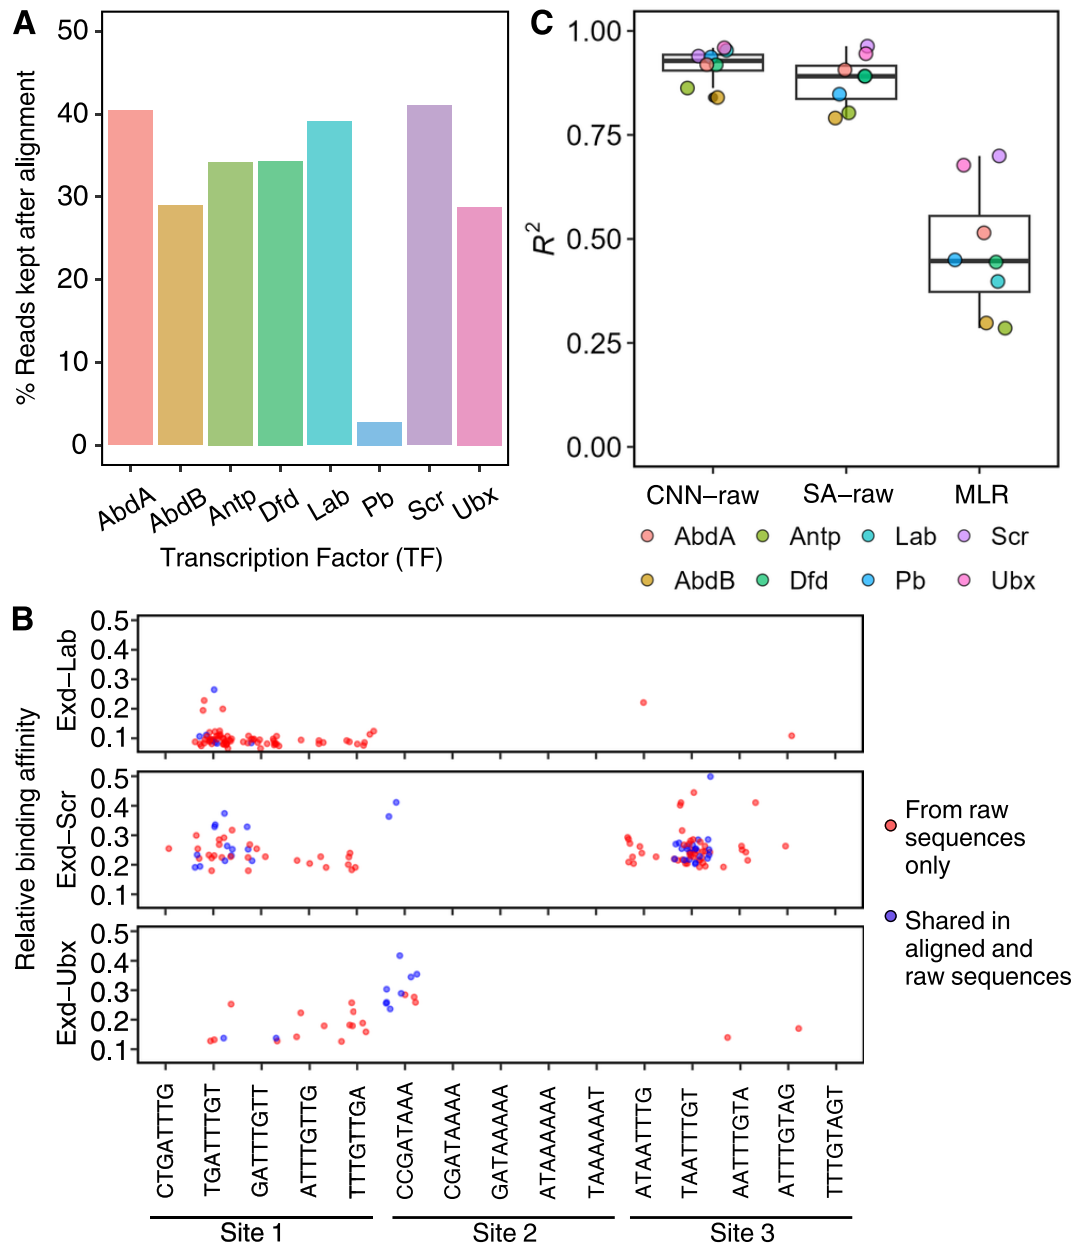 A
% Reads kept after alignment
50
40
30
20
10
0
AbdA
AbdB
Antp
Dfd
Lab
Pb
Scr
Ubx
Transcription Factor (TF)
C
R2
1.00
0.75
0.50
0.25
0.00
CNN−raw
SA−raw
MLR
AbdA
Antp
Lab
Scr
AbdB
Dfd
Pb
Ubx
B
Relative binding affinity
Exd−Lab
0.5
0.4
0.3
0.2
0.1
Exd−Scr
0.5
0.4
0.3
0.2
0.1
Exd−Ubx
0.5
0.4
0.3
0.2
0.1
CTGATTTG
TGATTTGT
GATTTGTT
ATTTGTTG
TTTGTTGA
CCGATAAA
CGATAAAA
GATAAAAA
ATAAAAAA
TAAAAAAT
ATAATTTG
TAATTTGT
AATTTGTA
ATTTGTAG
TTTGTAGT
Site 1
Site 2
Site 3
From raw
sequences
only
Shared in
aligned and
raw sequences